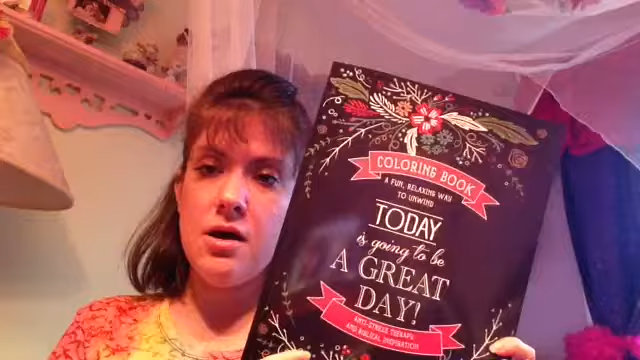 COLORING BOOK
A FUN, RELAXING WAY
TO UNWIND
TODAY
is going to be
A GREAT
DAY!
ANTI-STRESS THERAPY
AND BIBLICAL INSPIRATION!